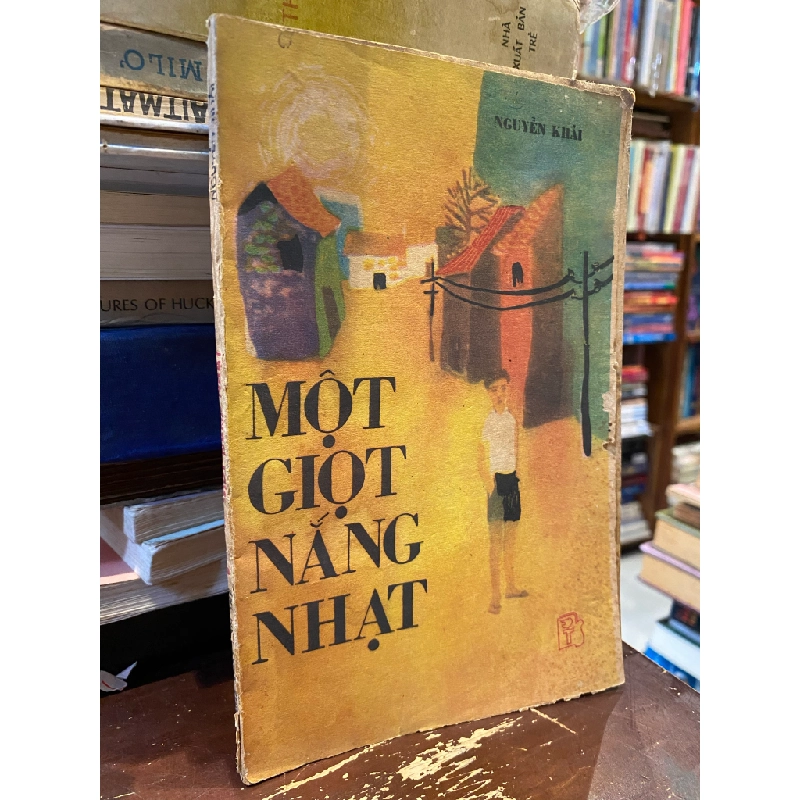 NGUYỄN KHẢI
MỘT
GIỌT
NẮNG
NHẠT
MILO'
AITMAT
URES OF HUCK
NHÀ
XUẤT BẢN
TRẺ